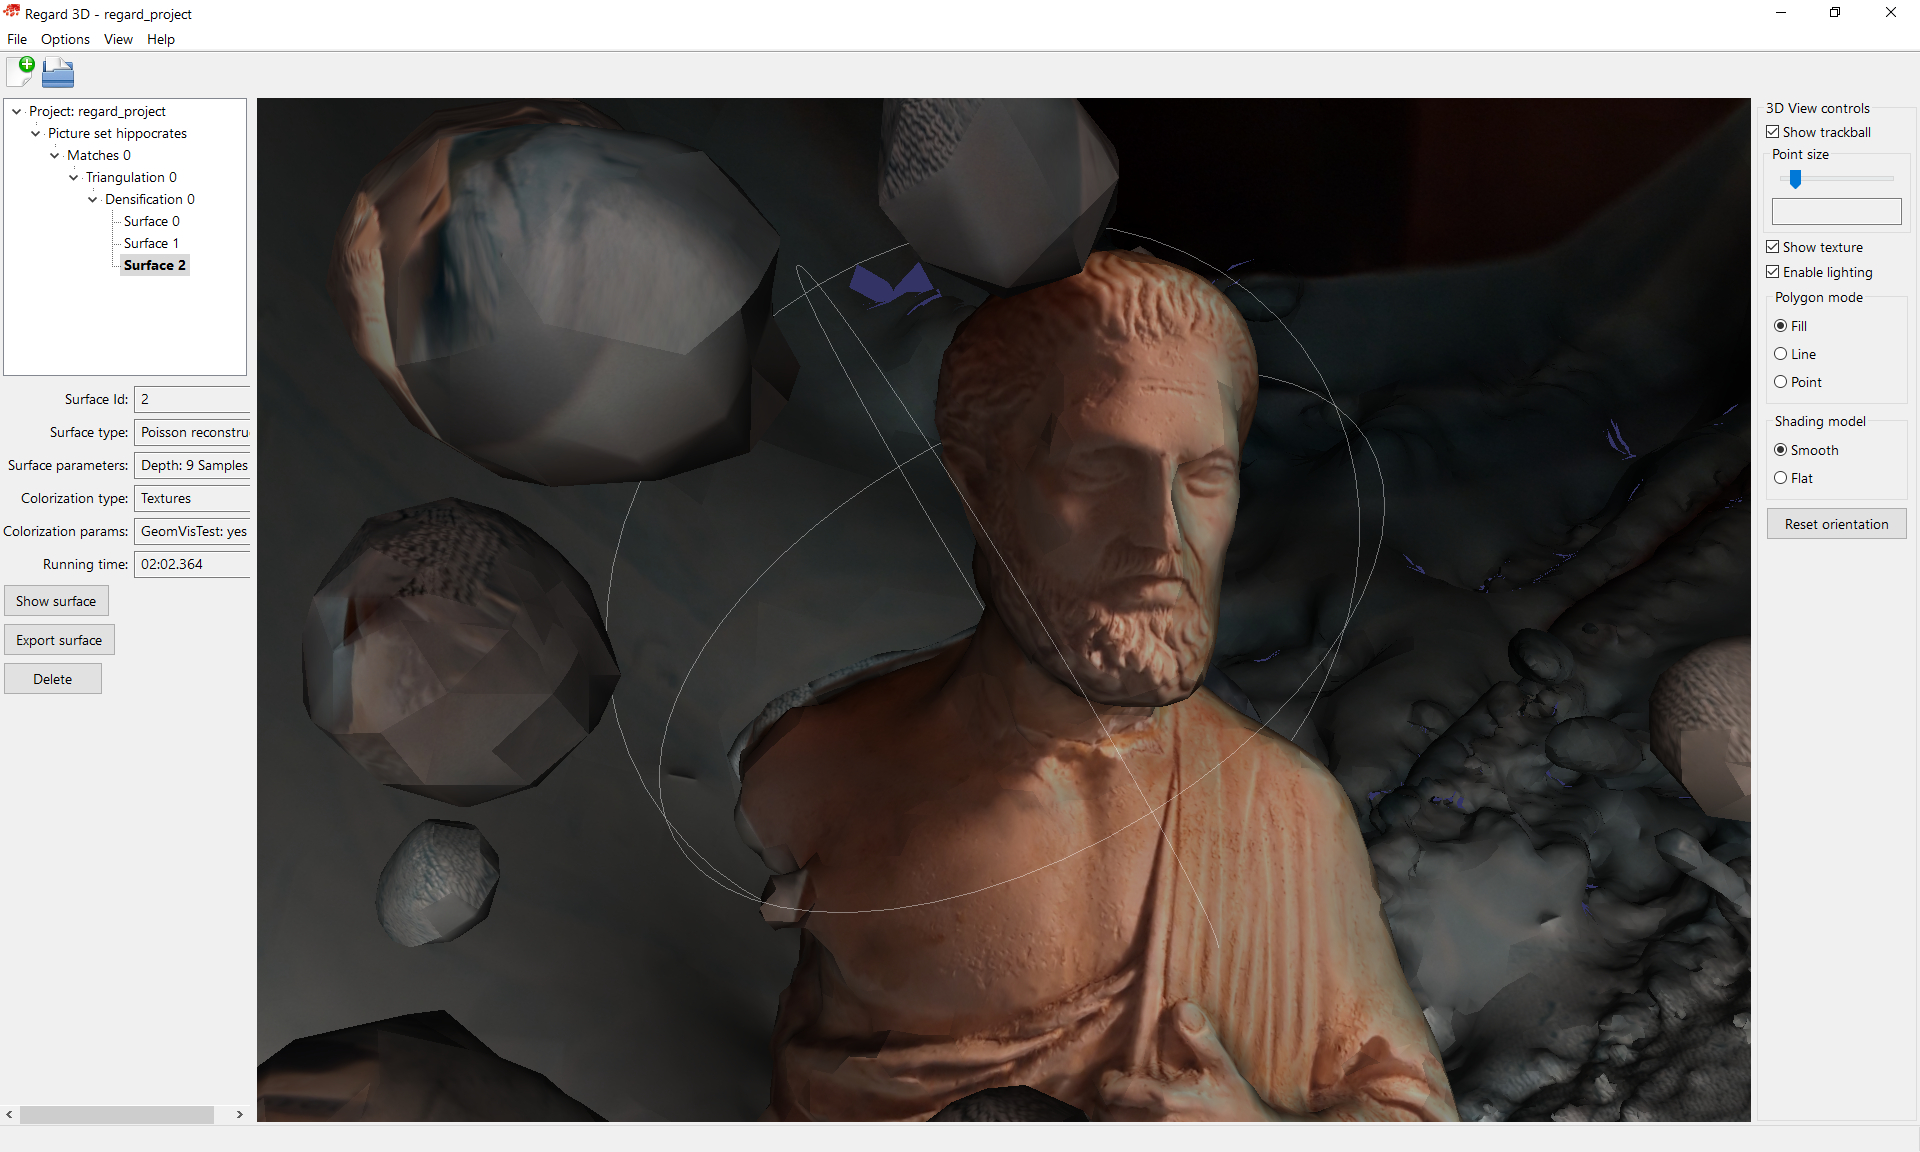 Regard 3D - regard_project
File Options View Help
Project: regard_project
Picture set hippocrates
Matches 0
Triangulation 0
Densification 0
Surface 0
Surface 1
Surface 2
Surface Id: 2
Surface type: Poisson reconstru
Surface parameters: Depth: 9 Samples
Colorization type: Textures
Colorization params: GeomVisTest: yes
Running time: 02:02.364
Show surface
Export surface
Delete
3D View controls
Show trackball
Point size
Show texture
Enable lighting
Polygon mode
Fill
Line
Point
Shading model
Smooth
Flat
Reset orientation